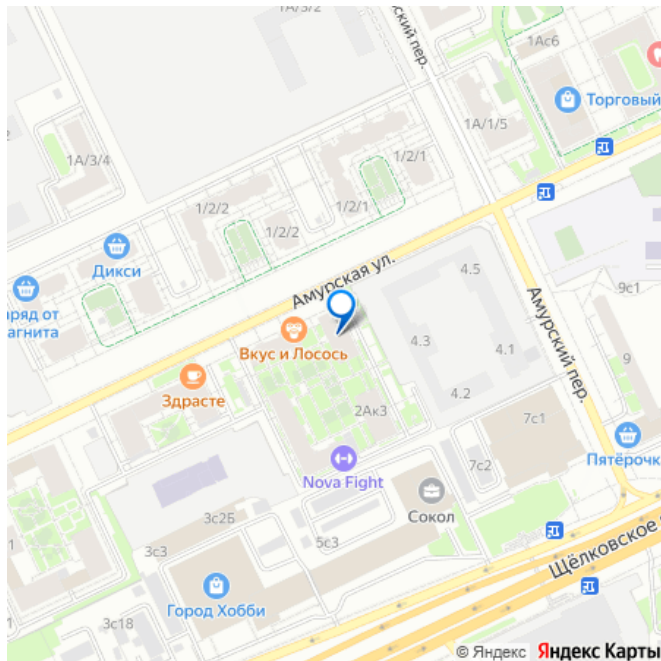 1А/3/2
1Ас6
Торговый
Амурский пер.
1А/1/5
1А/3/4
1/2/1
1/2/2
1/2/1
1/2/2
Дикси
Амурская ул.
4.5
9с1
Амурский пер.
аряд от
агнита
Вкус и Лосось
4.3
4.1
9
Здрасте
4.2
2Ак3
7с1
Пятёрочк
7с2
Nova Fight
Сокол
3с2Б
5с3
3с3
Щёлковское
Город Хобби
3с18
1
© Яндекс Яндекс Карты